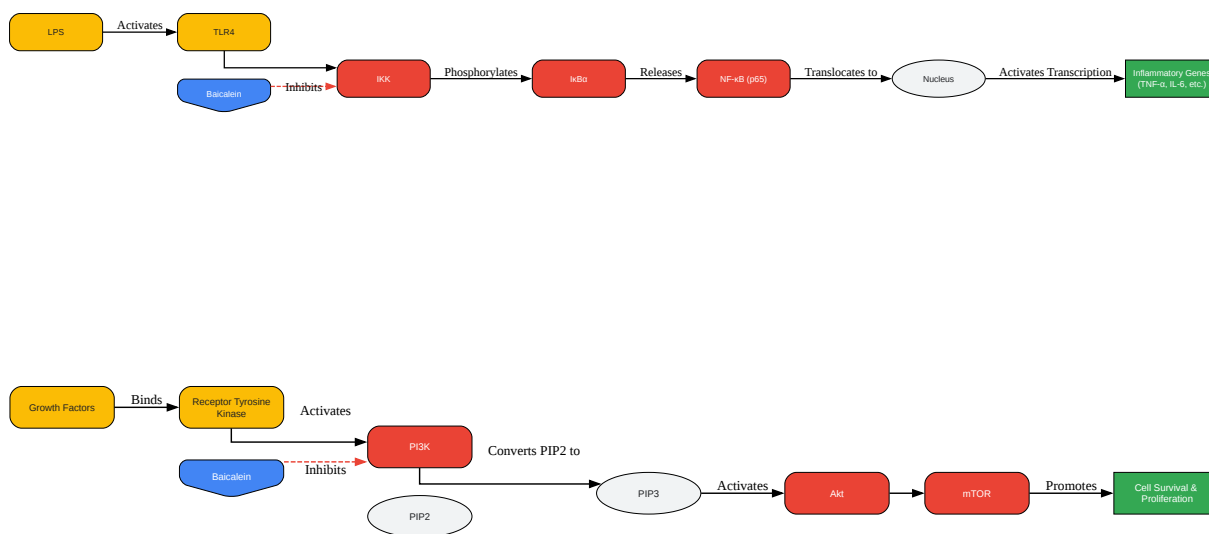 LPS
Activates
TLR4
Baicalein
Inhibits
IKK
Phosphorylates
IκBα
Releases
NF-κB (p65)
Translocates to
Nucleus
Activates Transcription
Inflammatory Genes
(TNF-α, IL-6, etc.)
Growth Factors
Binds
Receptor Tyrosine
Kinase
Activates
Baicalein
Inhibits
PI3K
Converts PIP2 to
PIP2
PIP3
Activates
Akt
mTOR
Promotes
Cell Survival &
Proliferation